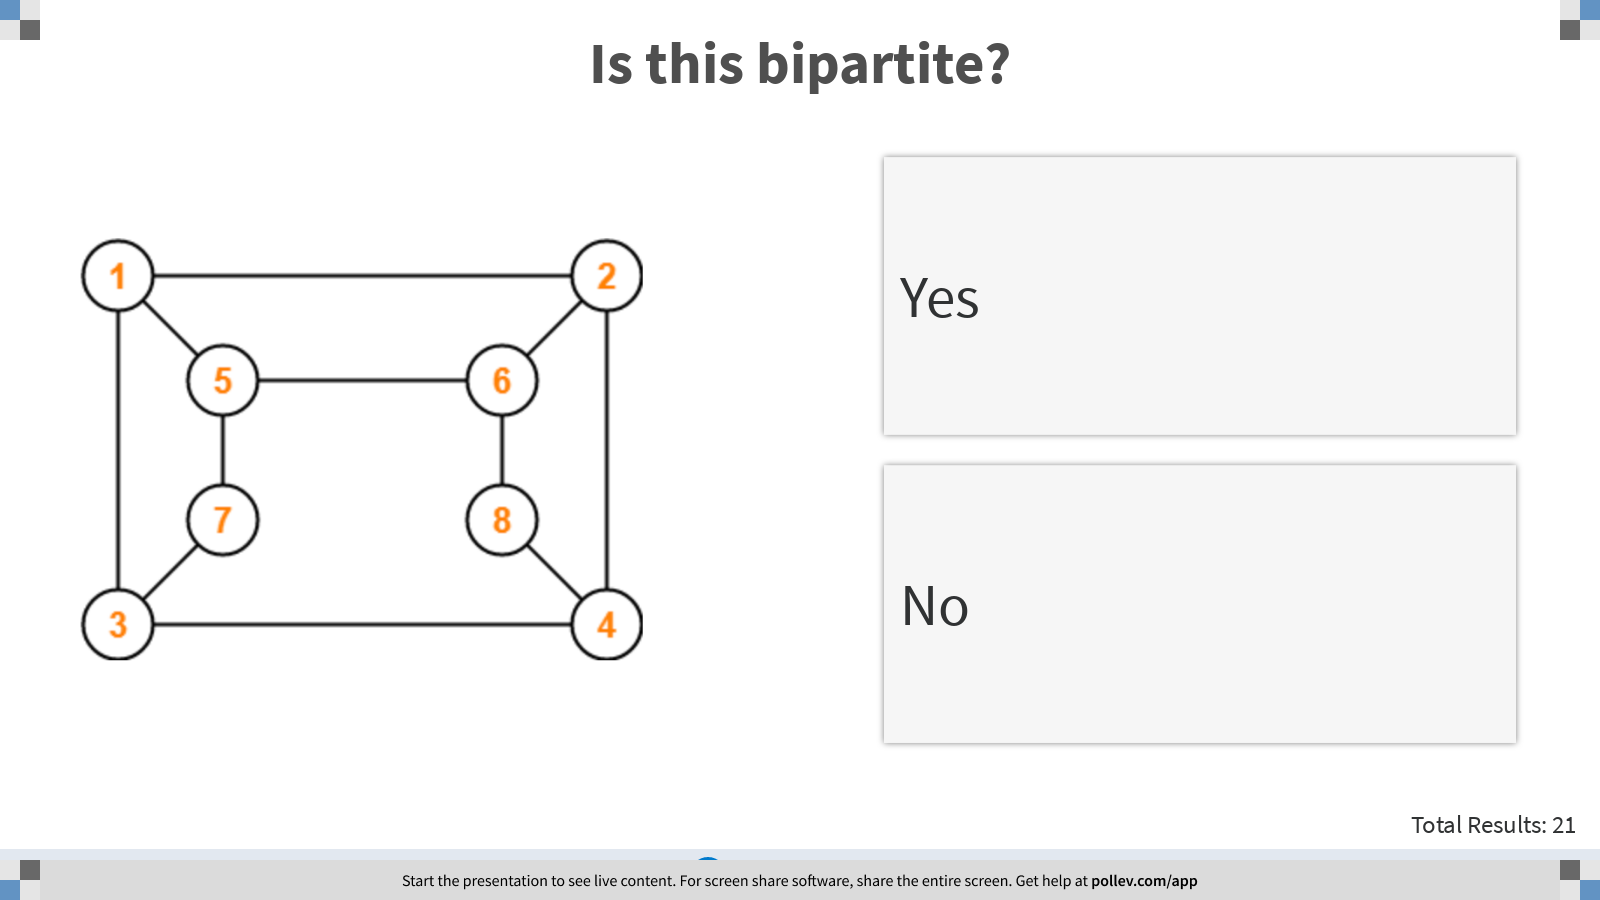 Is this bipartite?
1
2
5
6
7
8
3
4
Yes
No
Total Results: 21
Start the presentation to see live content. For screen share software, share the entire screen. Get help at pollev.com/app